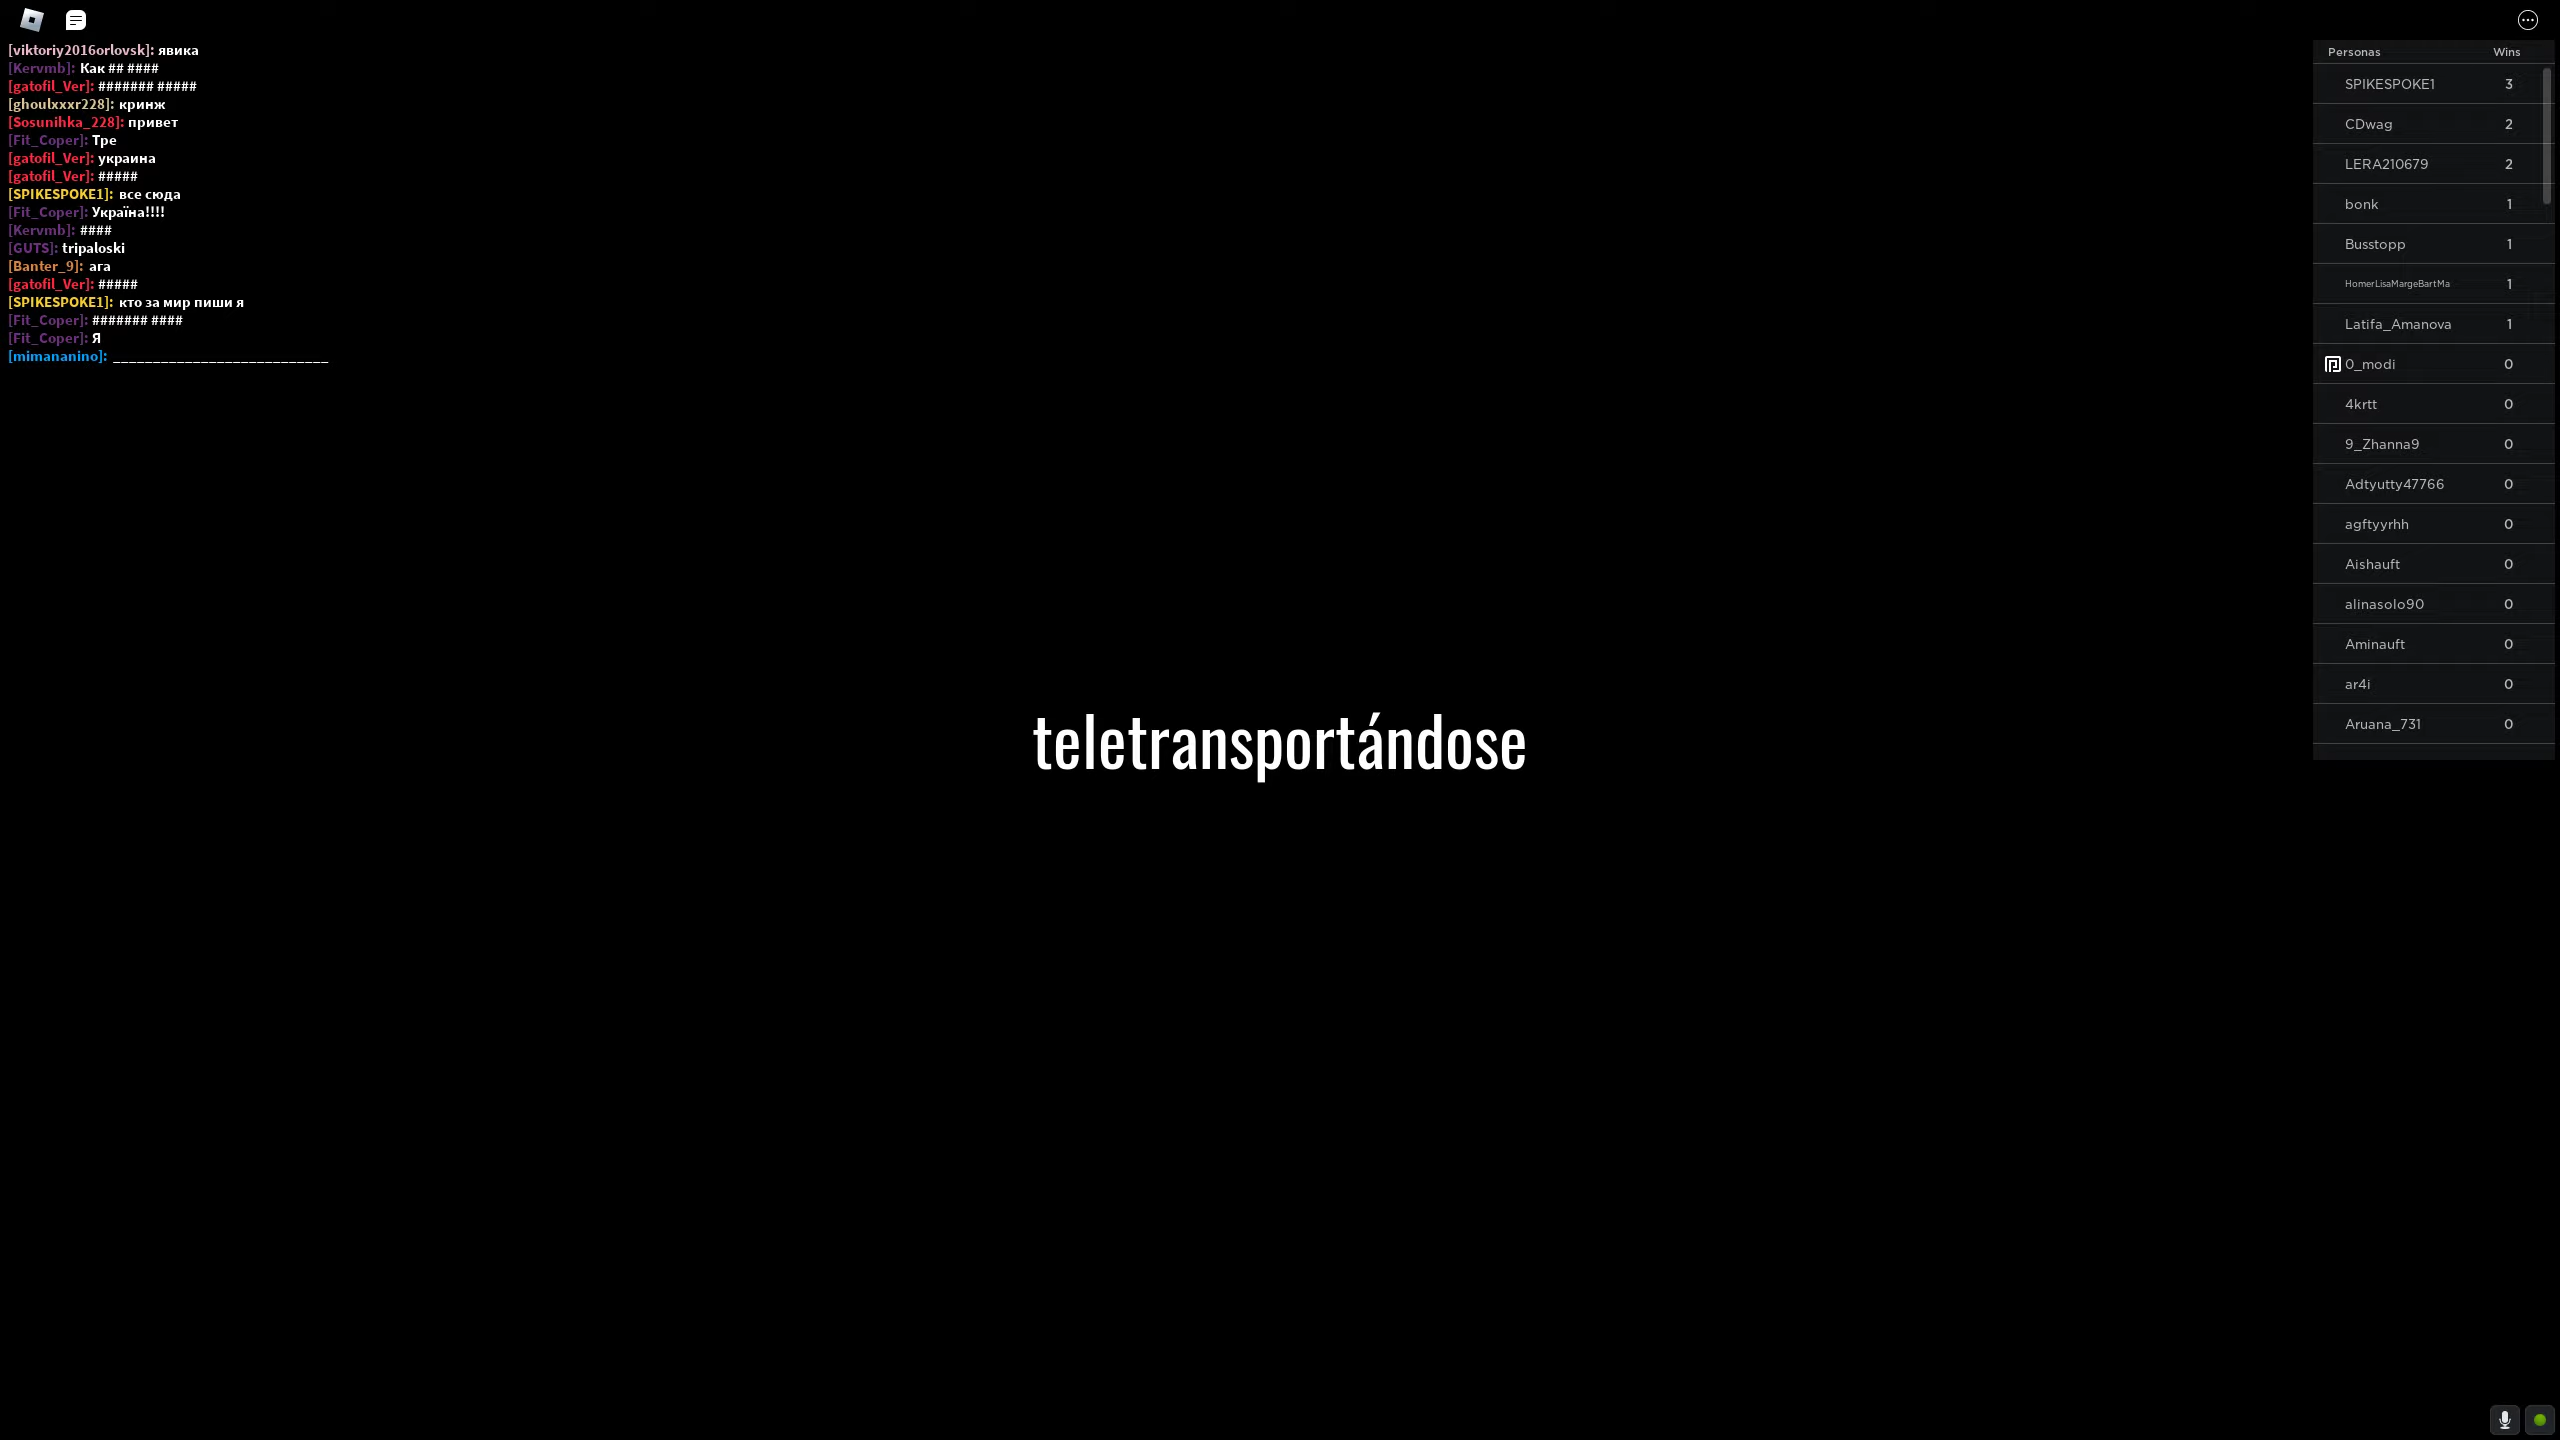 [viktoriy2016orlovsk]: явика
[Kervmb]: Как ## ####
[gatofil_Ver]: ####### #####
[ghoulxxxr228]: кринж
[Sosunihka_228]: привет
[Fit_Coper]: Тре
[gatofil_Ver]: украина
[gatofil_Ver]: #####
[SPIKESPOKE1]: все сюда
[Fit_Coper]: Україна!!!!
[Kervmb]: ####
[GUTS]: tripaloski
[Banter_9]: ага
[gatofil_Ver]: #####
[SPIKESPOKE1]: кто за мир пиши я
[Fit_Coper]: ####### ####
[Fit_Coper]: Я
[mimananino]: ___________________________
teletransportándose
Personas Wins
SPIKESPOKE1 3
CDwag 2
LERA210679 2
bonk 1
Busstopp 1
HomerLisaMargeBartMa 1
Latifa_Amanova 1
0_modi 0
4krtt 0
9_Zhanna9 0
Adtyutty47766 0
agftyyrhh 0
Aishauft 0
alinasolo90 0
Aminauft 0
ar4i 0
Aruana_731 0